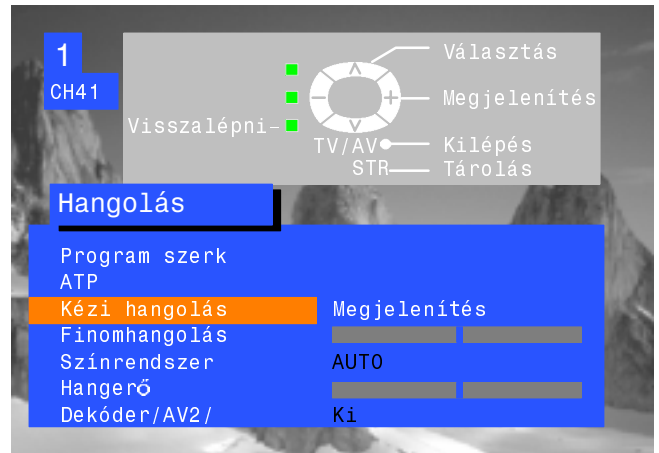 1
CH41
Választás
Megjelenítés
Visszalépni
TV/AV Kilépés
STR Tárolás
Hangolás
Program szerk
ATP
Kézi hangolás Megjelenítés
Finomhangolás
Színrendszer AUTO
Hangerő
Dekóder/AV2/ Ki